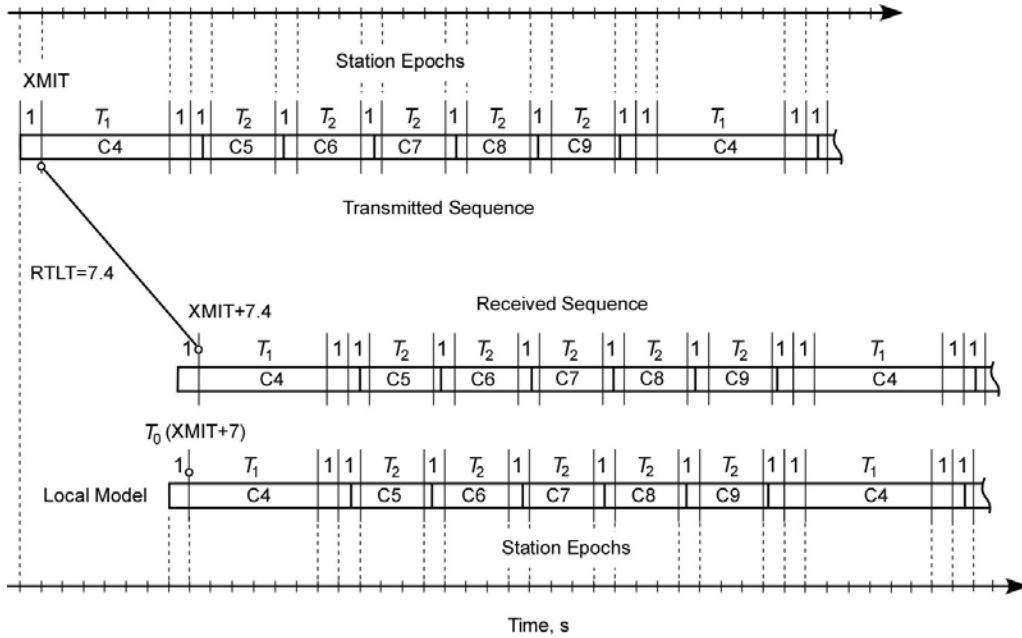 Station Epochs
XMIT
1 T₁ 1 1 T₂ 1 T₂ 1 T₂ 1 T₂ 1 T₂ 1 1 T₁ 1 1
C4 C5 C6 C7 C8 C9 C4
Transmitted Sequence
RTLT=7.4
Received Sequence
XMIT+7.4
1 T₁ 1 1 T₂ 1 T₂ 1 T₂ 1 T₂ 1 T₂ 1 1 T₁ 1 1
C4 C5 C6 C7 C8 C9 C4
T₀ (XMIT+7)
1 T₁ 1 1 T₂ 1 T₂ 1 T₂ 1 T₂ 1 T₂ 1 1 T₁ 1 1
Local Model C4 C5 C6 C7 C8 C9 C4
Station Epochs
Time, s